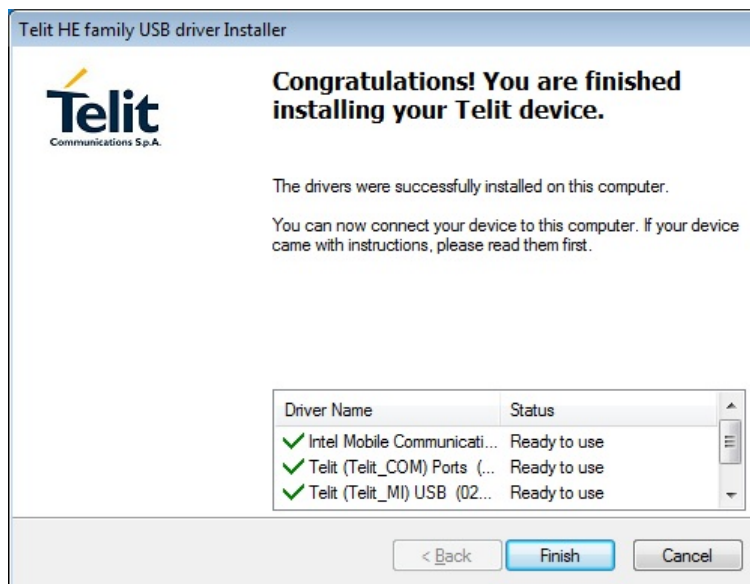 Telit HE family USB driver Installer
Telit
Communications S.p.A.
Congratulations! You are finished
installing your Telit device.
The drivers were successfully installed on this computer.
You can now connect your device to this computer. If your device
came with instructions, please read them first.
Driver Name Status
Intel Mobile Communicati... Ready to use
Telit (Telit_COM) Ports (... Ready to use
Telit (Telit_MI) USB (02... Ready to use
< Back Finish Cancel